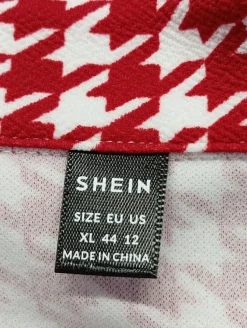 SHEIN
SIZE EU US
XL 44 12
MADE IN CHINA